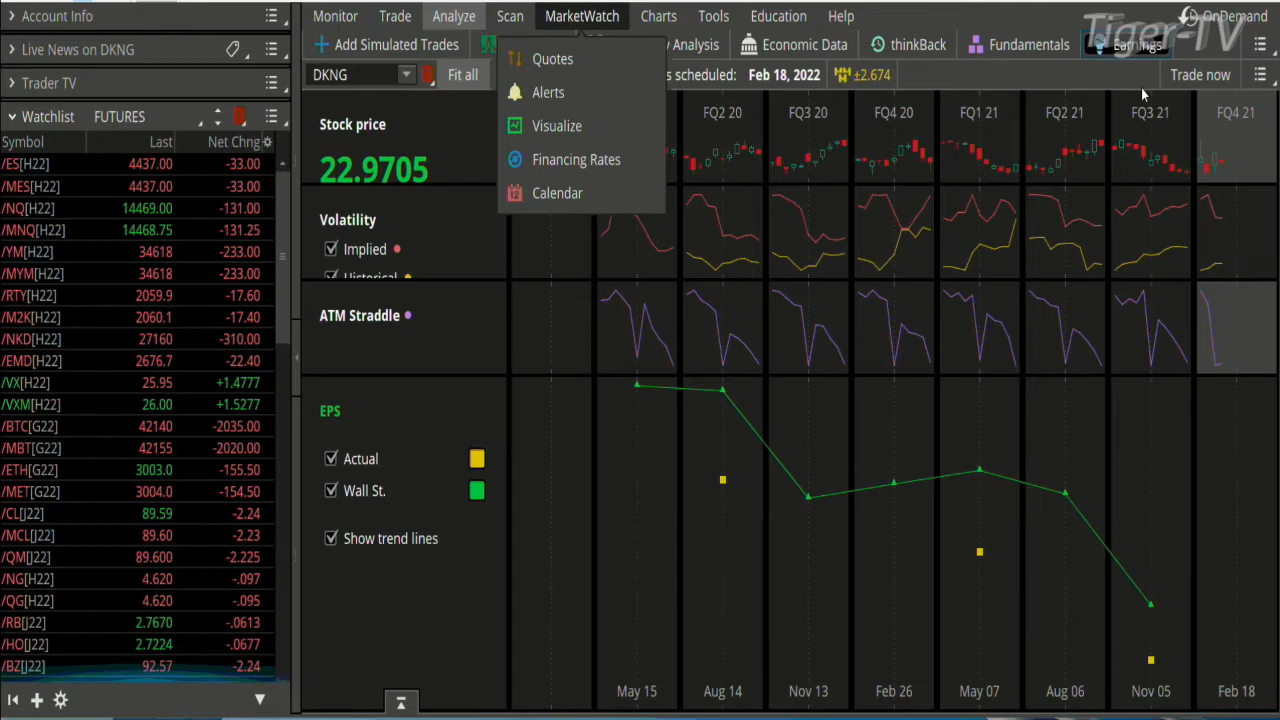 Account Info
Monitor Trade Analyze Scan MarketWatch Charts Tools Education Help
OnDemand
Tiger-TV
Live News on DKNG
Add Simulated Trades
Analysis Economic Data thinkBack Fundamentals Earnings
Trader TV
DKNG Fit all
s scheduled: Feb 18, 2022 ±2.674
Trade now
Quotes
Alerts
Visualize
Financing Rates
12 Calendar
Watchlist FUTURES
Symbol Last Net Chng
/ES[H22] 4437.00 -33.00
/MES[H22] 4437.00 -33.00
/NQ[H22] 14469.00 -131.00
/MNQ[H22] 14468.75 -131.25
/YM[H22] 34618 -233.00
/MYM[H22] 34618 -233.00
/RTY[H22] 2059.9 -17.60
/M2K[H22] 2060.1 -17.40
/NKD[H22] 27160 -310.00
/EMD[H22] 2676.7 -22.40
/VX[H22] 25.95 +1.4777
/VXM[H22] 26.00 +1.5277
/BTC[G22] 42140 -2035.00
/MBT[G22] 42155 -2020.00
/ETH[G22] 3003.0 -155.50
/MET[G22] 3004.0 -154.50
/CL[J22] 89.59 -2.24
/MCL[J22] 89.60 -2.23
/QM[J22] 89.600 -2.225
/NG[H22] 4.620 -.097
/QG[H22] 4.620 -.095
/RB[J22] 2.7670 -.0613
/HO[J22] 2.7224 -.0677
/BZ[J22] 92.57 -2.24
FQ2 20 FQ3 20 FQ4 20 FQ1 21 FQ2 21 FQ3 21 FQ4 21
Stock price
22.9705
Volatility
Implied
Historical
ATM Straddle
EPS
Actual
Wall St.
Show trend lines
May 15 Aug 14 Nov 13 Feb 26 May 07 Aug 06 Nov 05 Feb 18